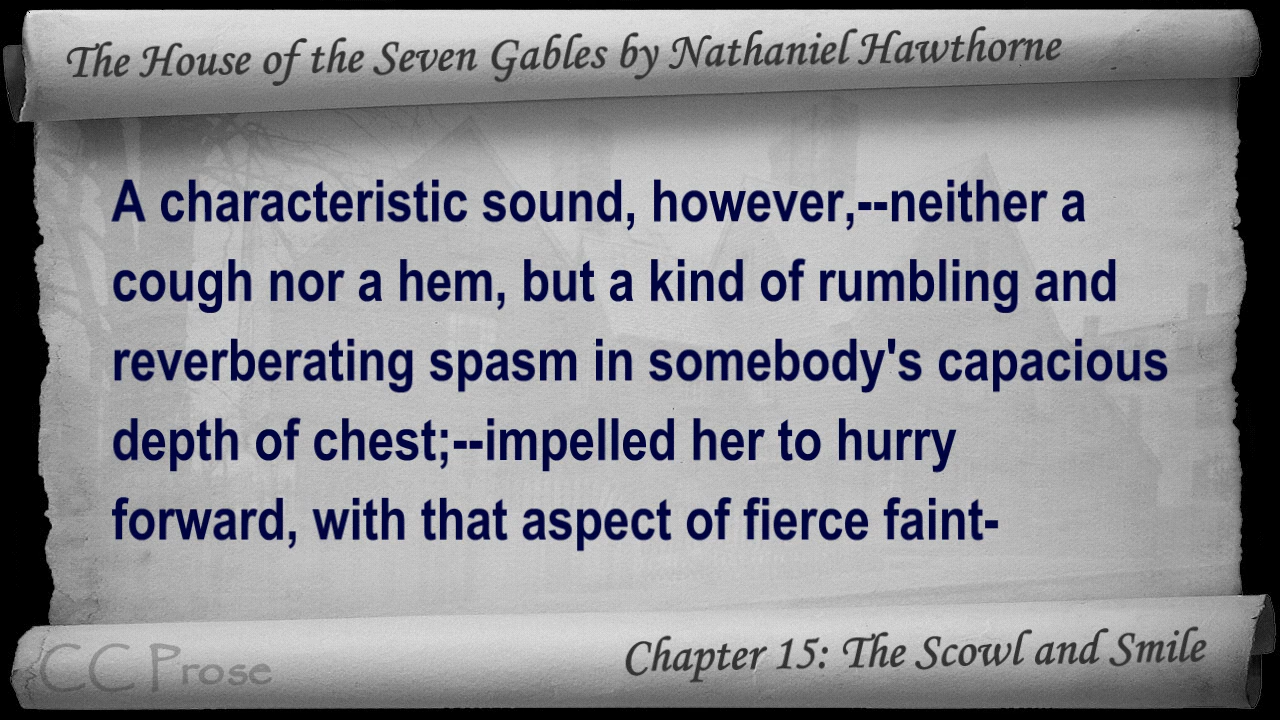 The House of the Seven Gables by Nathaniel Hawthorne
A characteristic sound, however,--neither a
cough nor a hem, but a kind of rumbling and
reverberating spasm in somebody's capacious
depth of chest;--impelled her to hurry
forward, with that aspect of fierce faint-
CC Prose
Chapter 15: The Scowl and Smile